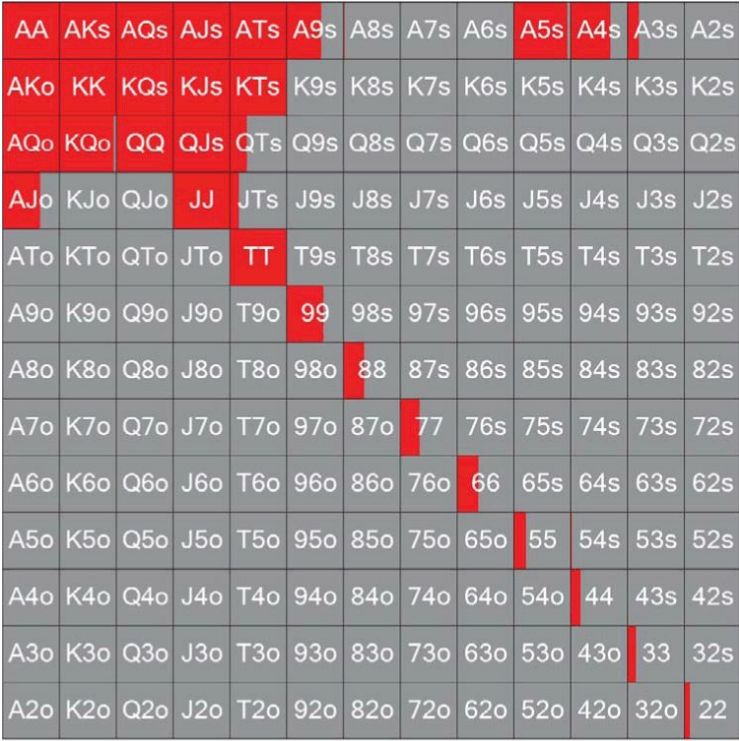 AA AKs AQs AJs ATs A9s A8s A7s A6s A5s A4s A3s A2s
AKo KK KQs KJs KTs K9s K8s K7s K6s K5s K4s K3s K2s
AQo KQo QQ QJs QTs Q9s Q8s Q7s Q6s Q5s Q4s Q3s Q2s
AJo KJo QJo JJ JTs J9s J8s J7s J6s J5s J4s J3s J2s
ATo KTo QTo JTo TT T9s T8s T7s T6s T5s T4s T3s T2s
A9o K9o Q9o J9o T9o 99 98s 97s 96s 95s 94s 93s 92s
A8o K8o Q8o J8o T8o 98o 88 87s 86s 85s 84s 83s 82s
A7o K7o Q7o J7o T7o 97o 87o 77 76s 75s 74s 73s 72s
A6o K6o Q6o J6o T6o 96o 86o 76o 66 65s 64s 63s 62s
A5o K5o Q5o J5o T5o 95o 85o 75o 65o 55 54s 53s 52s
A4o K4o Q4o J4o T4o 94o 84o 74o 64o 54o 44 43s 42s
A3o K3o Q3o J3o T3o 93o 83o 73o 63o 53o 43o 33 32s
A2o K2o Q2o J2o T2o 92o 82o 72o 62o 52o 42o 32o 22